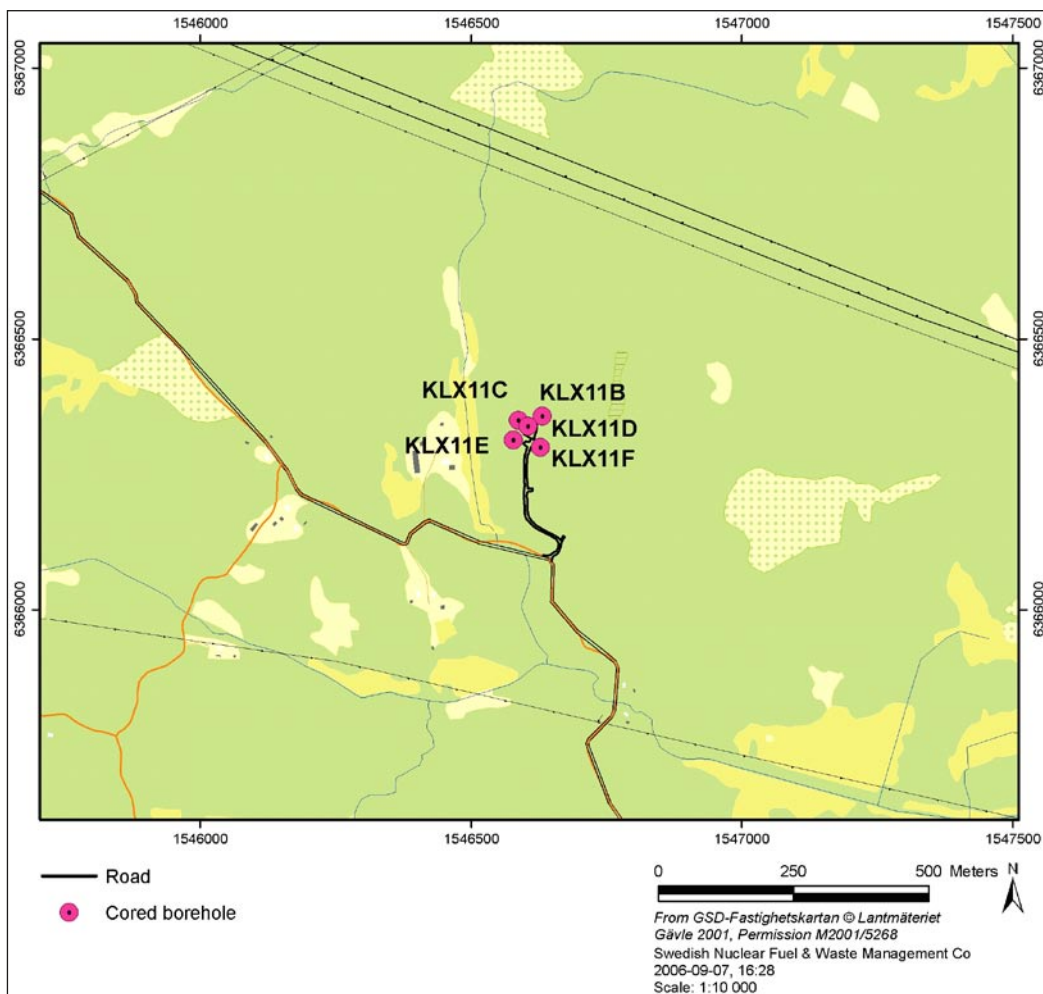 1546000 1546500 1547000 1547500
6367000 6367000
6366500 6366500
KLX11C KLX11B
KLX11D
KLX11E KLX11F
6366000 6366000
1546000 1546500 1547000 1547500
Road
Cored borehole
0 250 500 Meters N
From GSD-Fastighetskartan © Lantmäteriet
Gävle 2001, Permission M2001/5268
Swedish Nuclear Fuel & Waste Management Co
2006-09-07, 16:28
Scale: 1:10 000